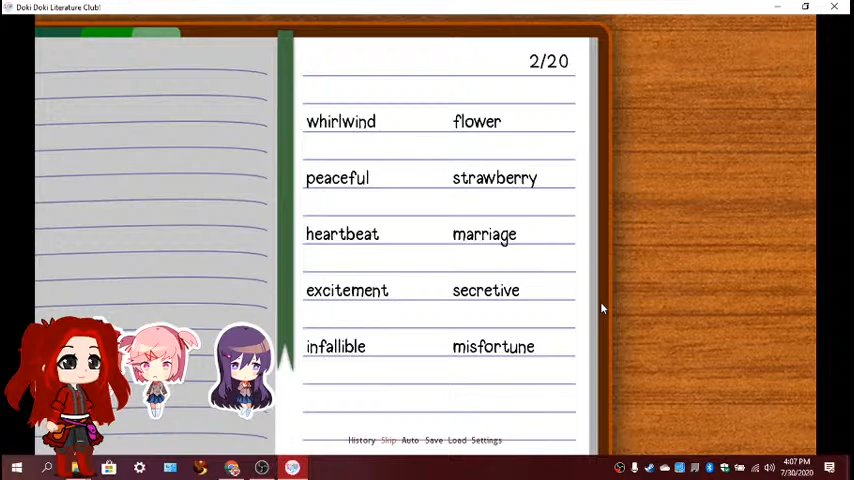 Doki Doki Literature Club!
2/20
whirlwind flower
peaceful strawberry
heartbeat marriage
excitement secretive
infallible misfortune
History Skip Auto Save Load Settings
4:07 PM
7/30/2020